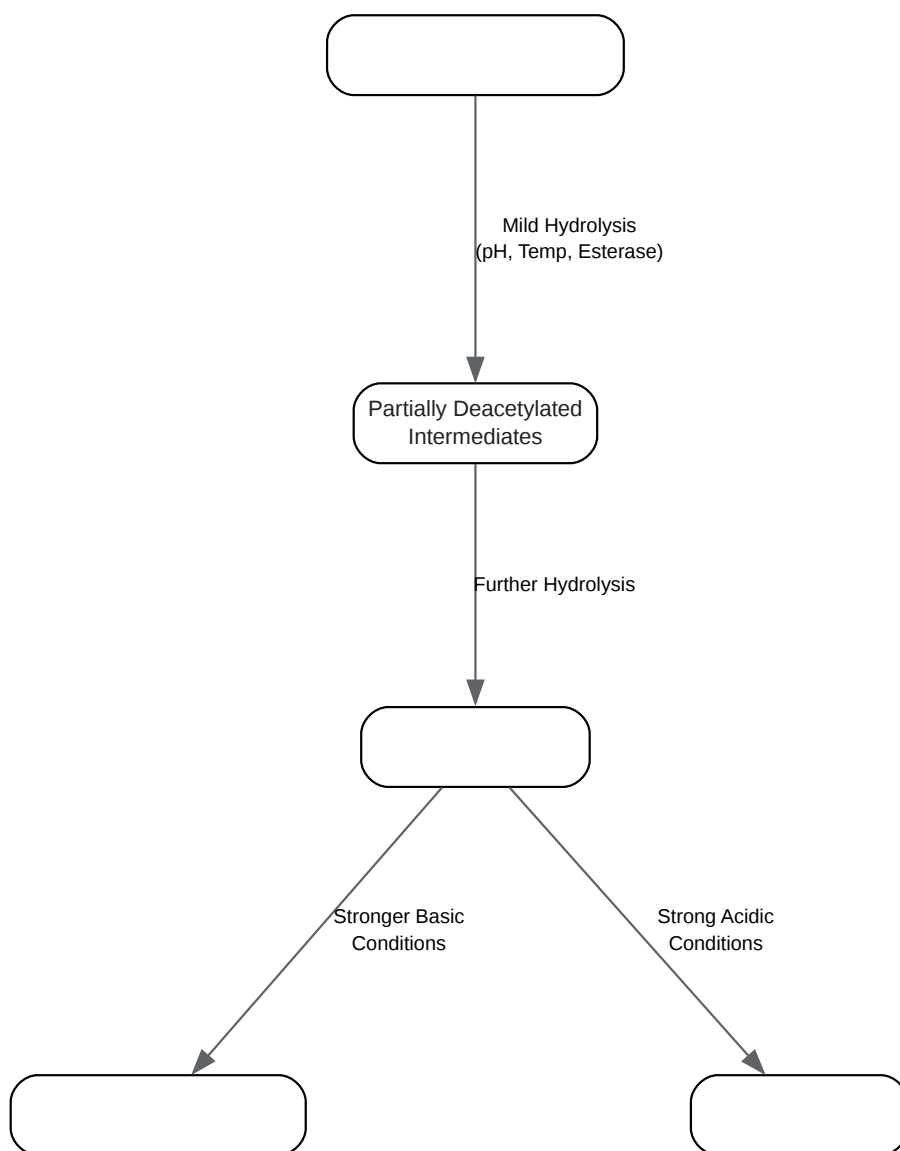 Mild Hydrolysis
(pH, Temp, Esterase)
Partially Deacetylated
Intermediates
Further Hydrolysis
Stronger Basic
Conditions
Strong Acidic
Conditions